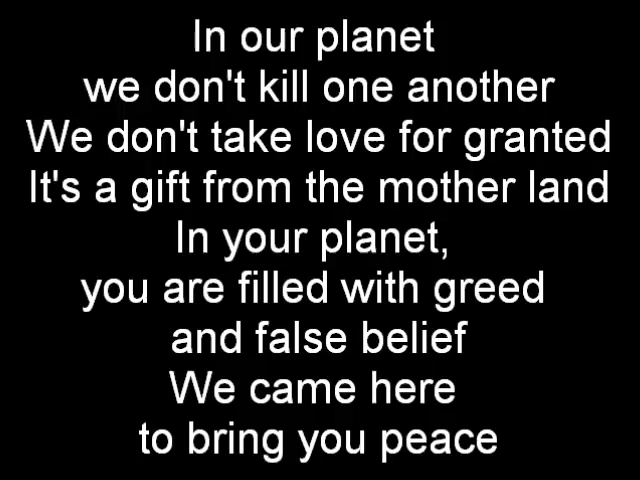 In our planet
we don't kill one another
We don't take love for granted
It's a gift from the mother land
In your planet,
you are filled with greed
and false belief
We came here
to bring you peace